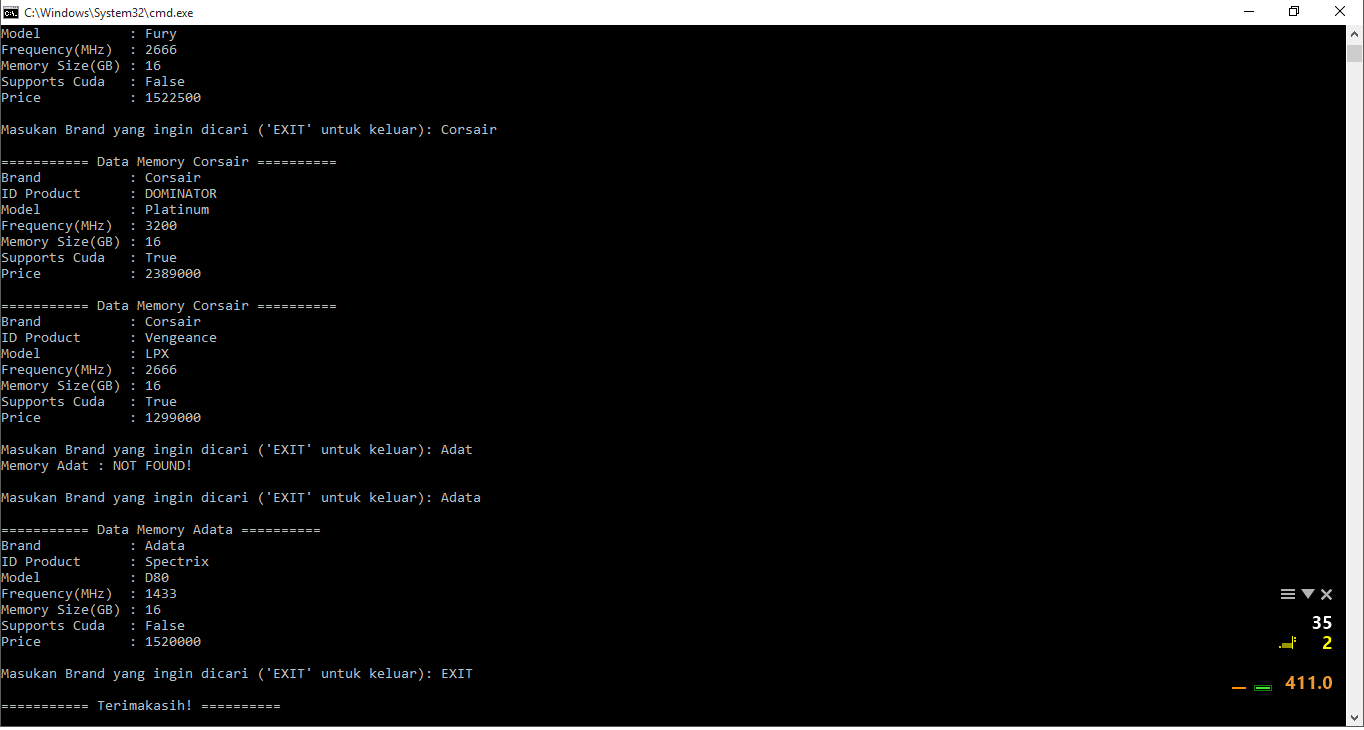 C:\Windows\System32\cmd.exe
Model           : Fury
Frequency(MHz)  : 2666
Memory Size(GB) : 16
Supports Cuda   : False
Price           : 1522500

Masukan Brand yang ingin dicari ('EXIT' untuk keluar): Corsair

=========== Data Memory Corsair ==========
Brand           : Corsair
ID Product      : DOMINATOR
Model           : Platinum
Frequency(MHz)  : 3200
Memory Size(GB) : 16
Supports Cuda   : True
Price           : 2389000

=========== Data Memory Corsair ==========
Brand           : Corsair
ID Product      : Vengeance
Model           : LPX
Frequency(MHz)  : 2666
Memory Size(GB) : 16
Supports Cuda   : True
Price           : 1299000

Masukan Brand yang ingin dicari ('EXIT' untuk keluar): Adat
Memory Adat : NOT FOUND!

Masukan Brand yang ingin dicari ('EXIT' untuk keluar): Adata

=========== Data Memory Adata ==========
Brand           : Adata
ID Product      : Spectrix
Model           : D80
Frequency(MHz)  : 1433
Memory Size(GB) : 16
Supports Cuda   : False
Price           : 1520000

Masukan Brand yang ingin dicari ('EXIT' untuk keluar): EXIT

=========== Terimakasih! ==========
35
2
411.0